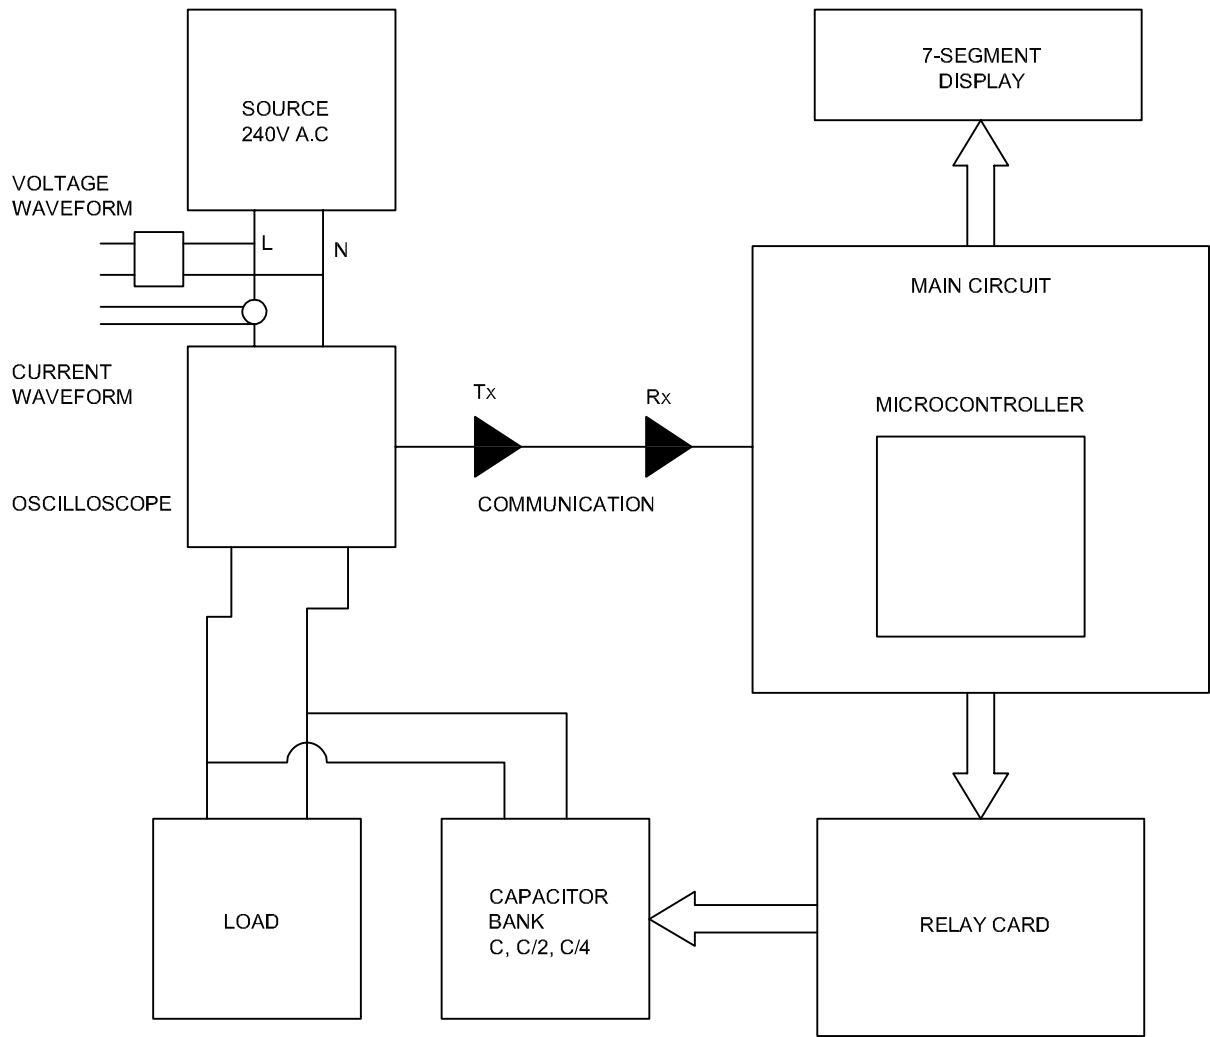 SOURCE
240V A.C
7-SEGMENT
DISPLAY
VOLTAGE
WAVEFORM
L
N
MAIN CIRCUIT
CURRENT
WAVEFORM
TX
RX
MICROCONTROLLER
OSCILLOSCOPE
COMMUNICATION
LOAD
CAPACITOR
BANK
C, C/2, C/4
RELAY CARD